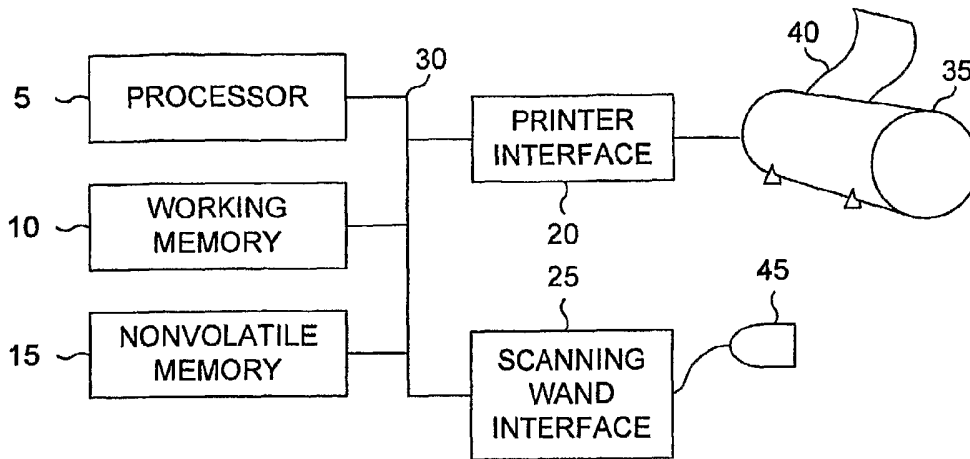 5
PROCESSOR
30
10
WORKING
MEMORY
15
NONVOLATILE
MEMORY
PRINTER
INTERFACE
20
40
35
25
SCANNING
WAND
INTERFACE
45